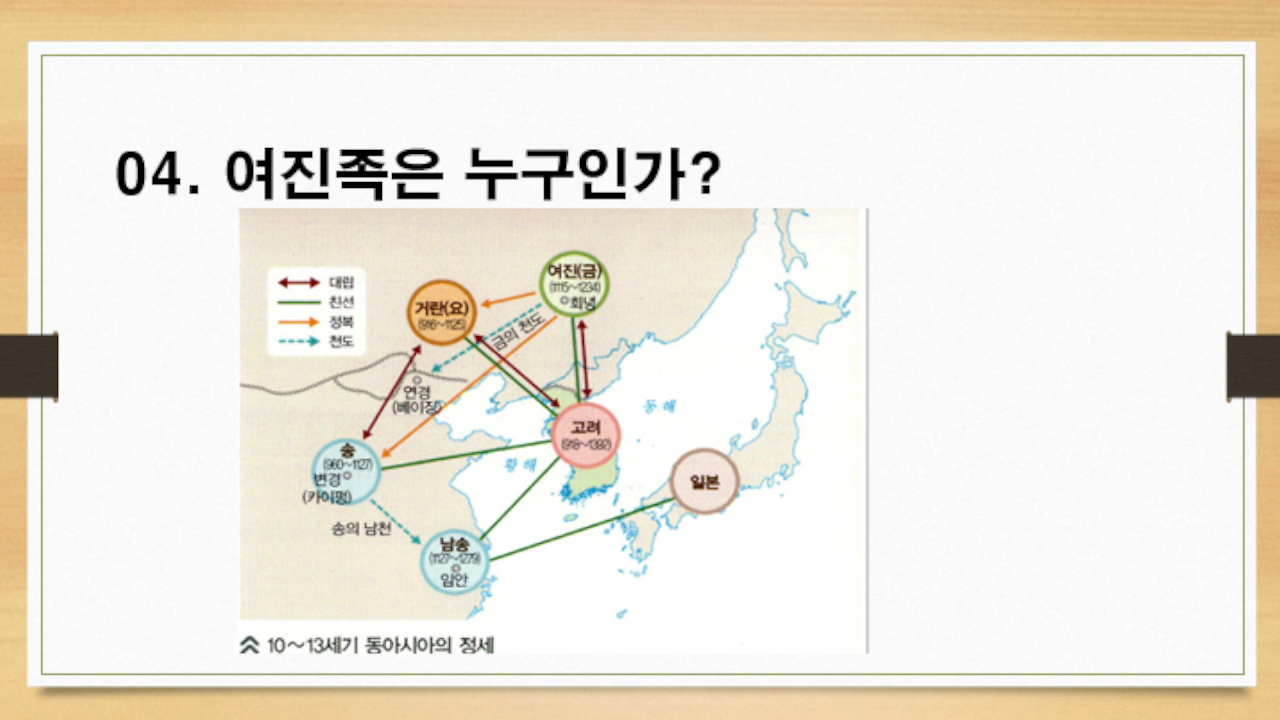 04. 여진족은 누구인가?
대립
친선
정복
천도
여진(금)
(1115~1234)
회녕
거란(요)
(916~1125)
금의 천도
연경
(베이징)
동해
고려
(918~1392)
송
(960~1127)
변경
(카이펑)
황해
일본
송의 남천
남송
(1127~1279)
임안
10~13세기 동아시아의 정세